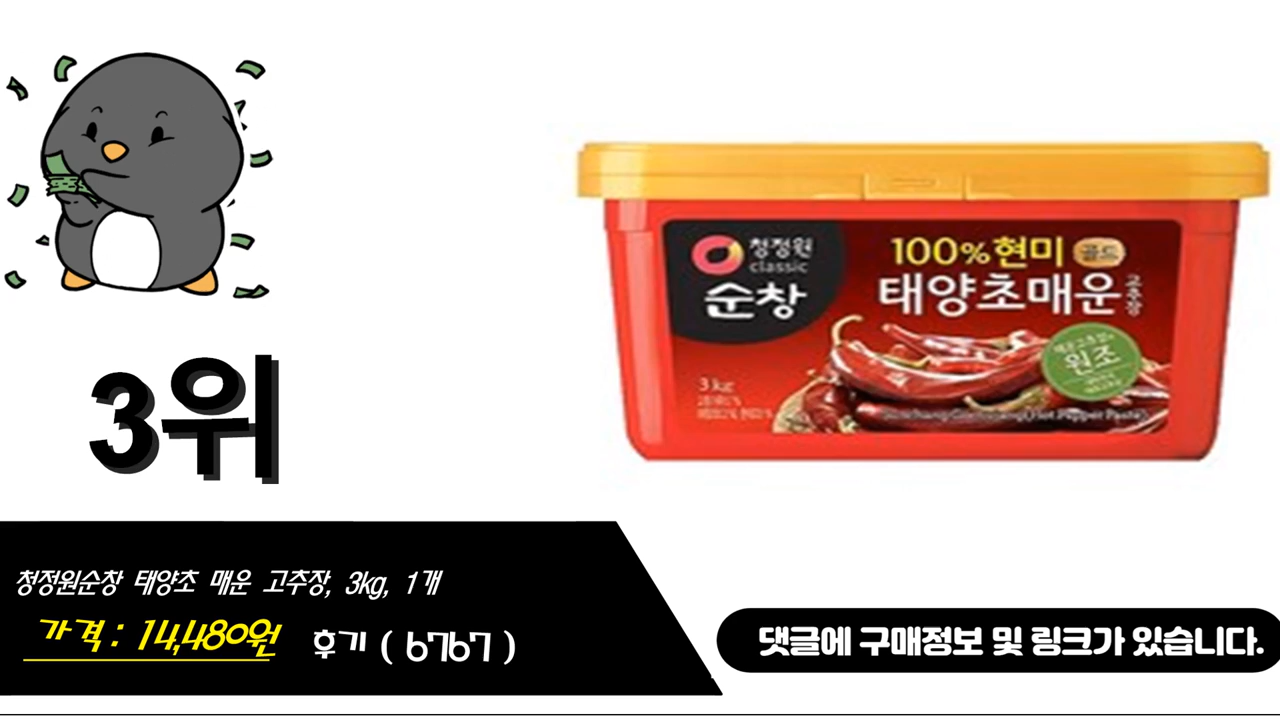 청정원
classic
순창
100%현미 골드
태양초매운 고추장
원조
3kg
3위
청정원순창 태양초 매운 고추장, 3kg, 1개
가격 : 14,480원
후기 ( 6767 )
댓글에 구매정보 및 링크가 있습니다.